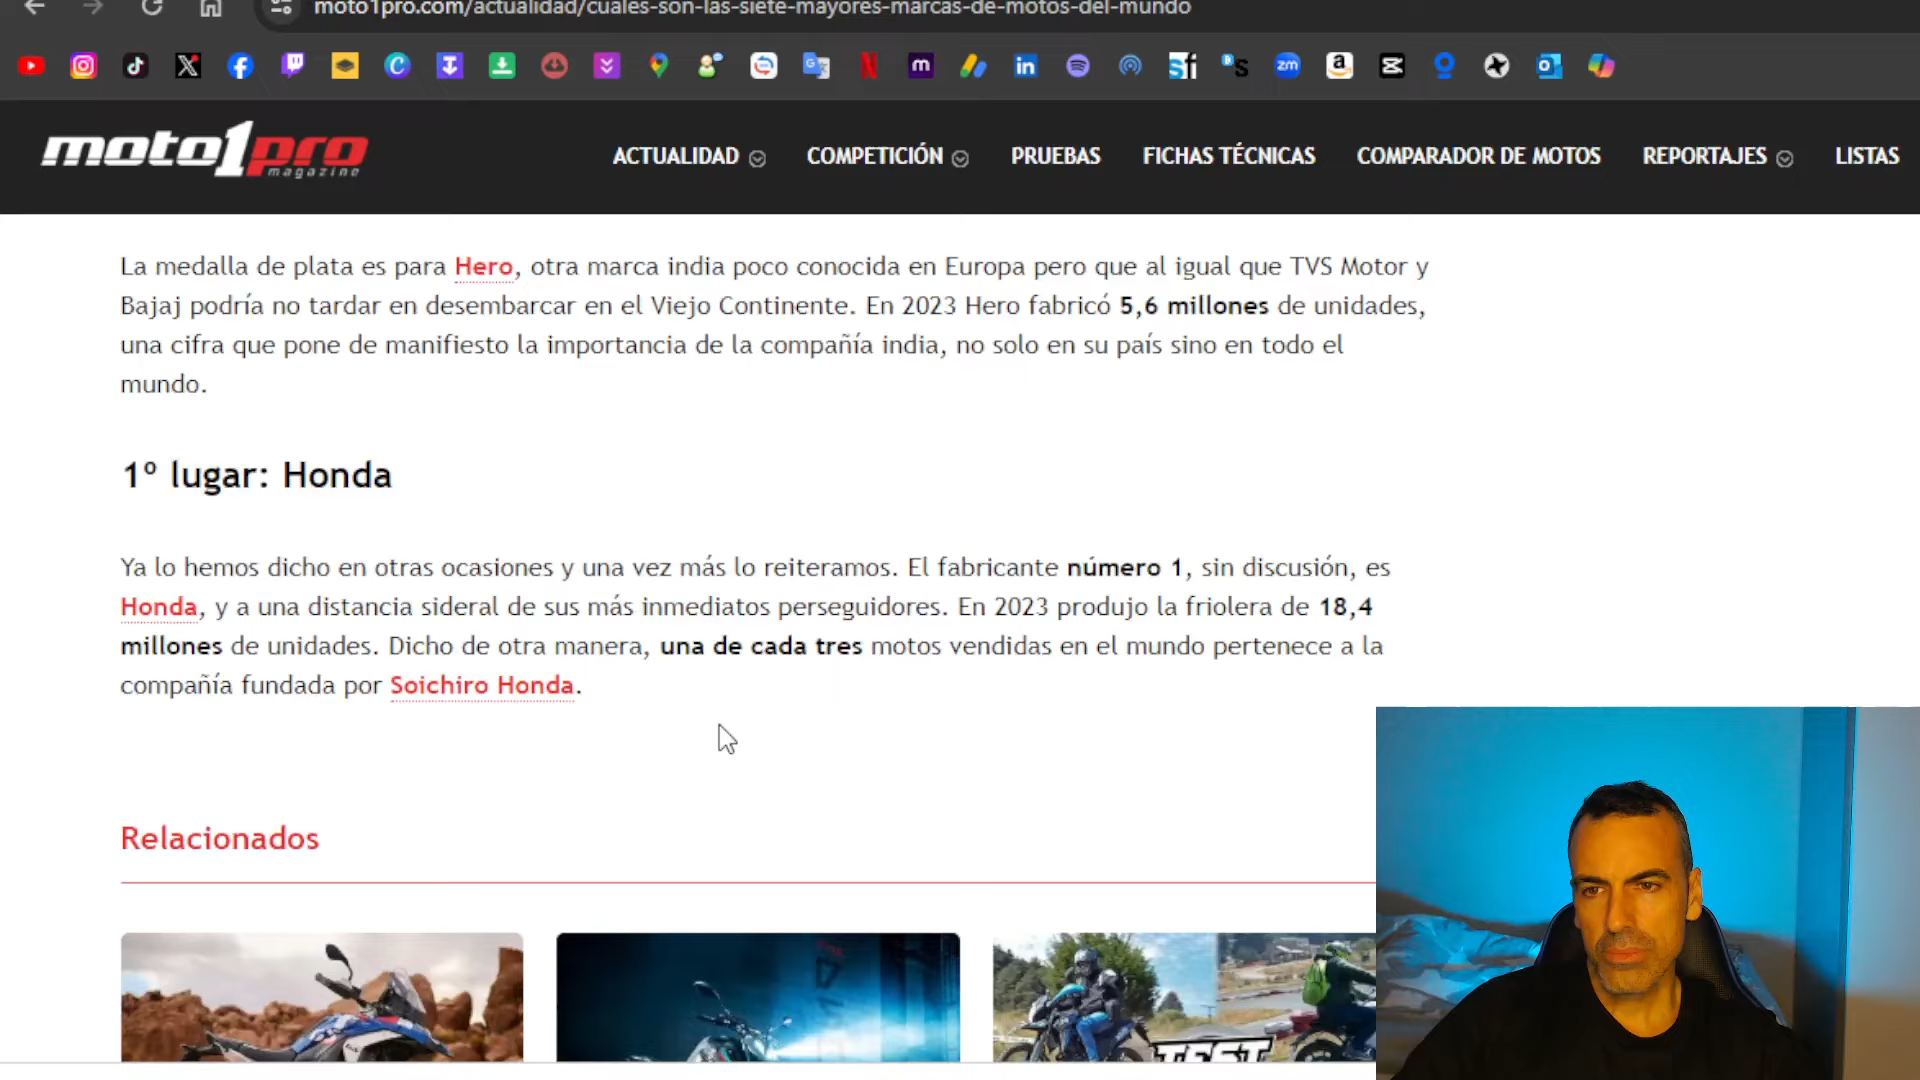 moto1pro.com/actualidad/cuales-son-las-siete-mayores-marcas-de-motos-del-mundo
moto1pro
magazine
ACTUALIDAD COMPETICIÓN PRUEBAS FICHAS TÉCNICAS COMPARADOR DE MOTOS REPORTAJES LISTAS
La medalla de plata es para Hero, otra marca india poco conocida en Europa pero que al igual que TVS Motor y
Bajaj podría no tardar en desembarcar en el Viejo Continente. En 2023 Hero fabricó 5,6 millones de unidades,
una cifra que pone de manifiesto la importancia de la compañía india, no solo en su país sino en todo el
mundo.
1º lugar: Honda
Ya lo hemos dicho en otras ocasiones y una vez más lo reiteramos. El fabricante número 1, sin discusión, es
Honda, y a una distancia sideral de sus más inmediatos perseguidores. En 2023 produjo la friolera de 18,4
millones de unidades. Dicho de otra manera, una de cada tres motos vendidas en el mundo pertenece a la
compañía fundada por Soichiro Honda.
Relacionados
TEST